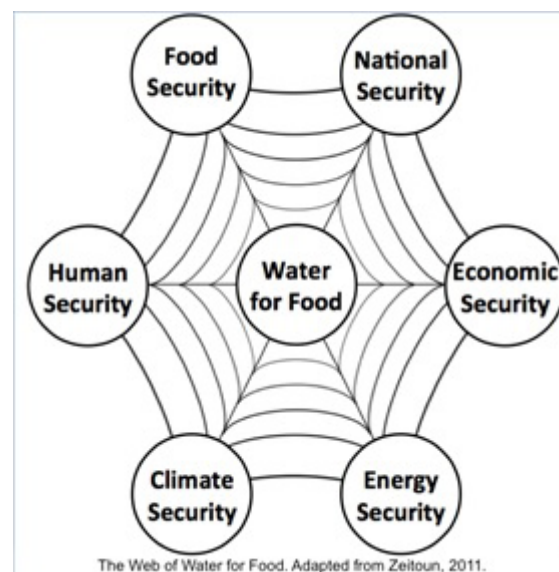 Food
Security
National
Security
Human
Security
Water
for Food
Economic
Security
Climate
Security
Energy
Security
The Web of Water for Food. Adapted from Zeitoun, 2011.